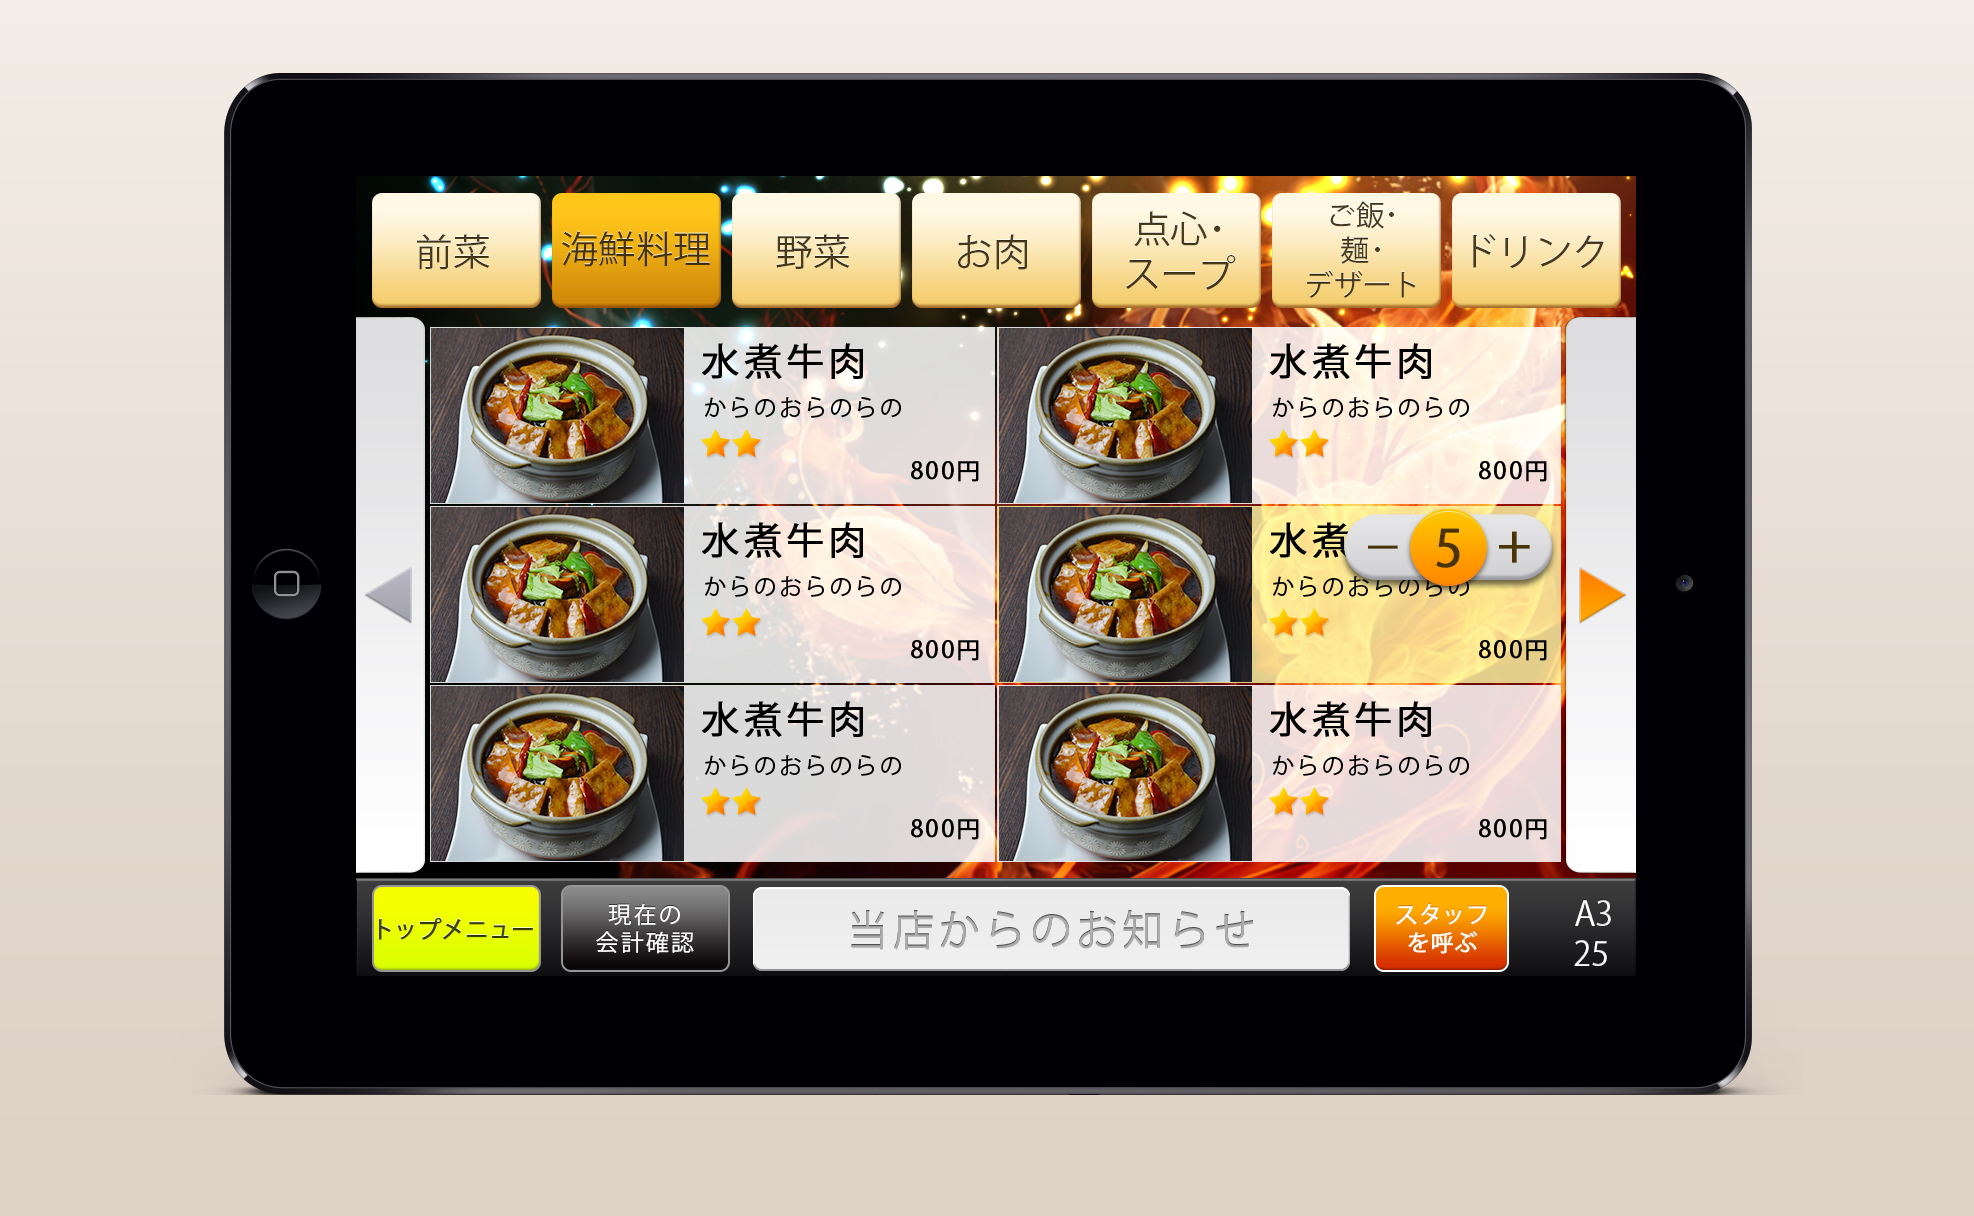 前菜
海鮮料理
野菜
お肉
点心・
スープ
ご飯・
麺・
デザート
ドリンク
水煮牛肉
からのおらのらの
800円
水煮牛肉
からのおらのらの
800円
水煮牛肉
からのおらのらの
800円
水煮
− 5 +
からのおらのらの
800円
水煮牛肉
からのおらのらの
800円
水煮牛肉
からのおらのらの
800円
トップメニュー
現在の
会計確認
当店からのお知らせ
スタッフ
を呼ぶ
A3
25